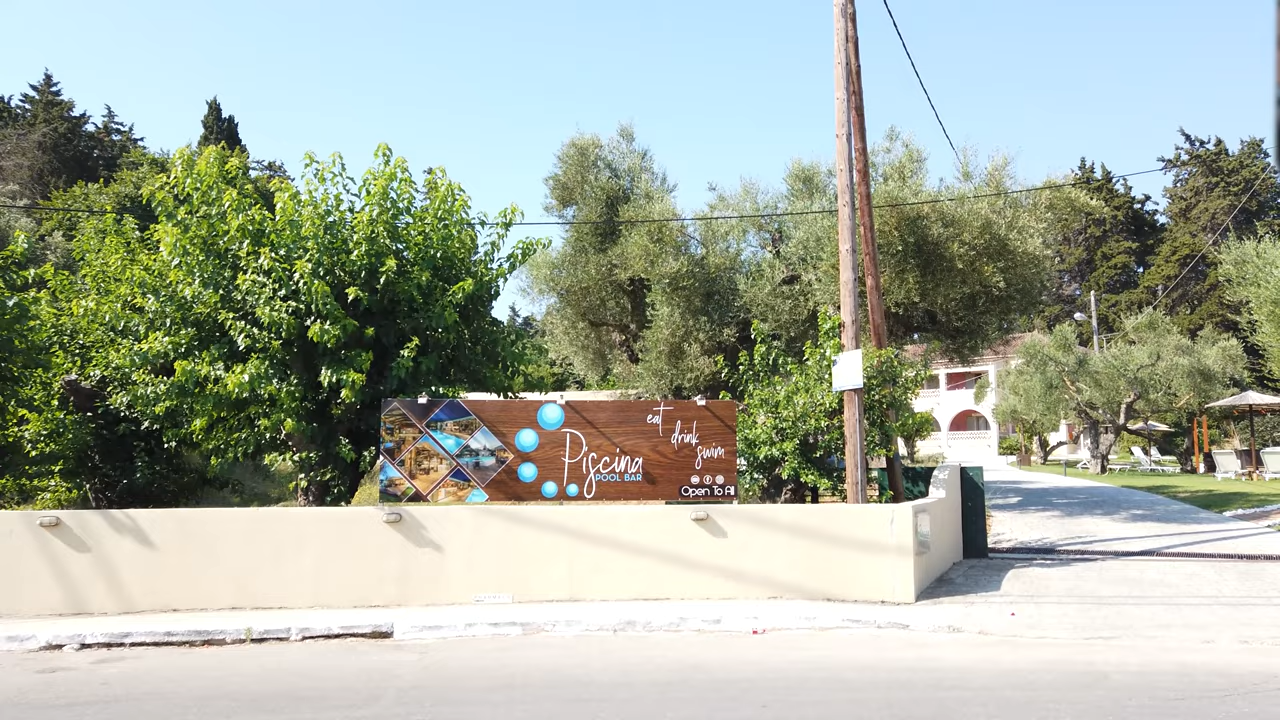 Piscina
POOL BAR
eat
drink
swim
Open To All